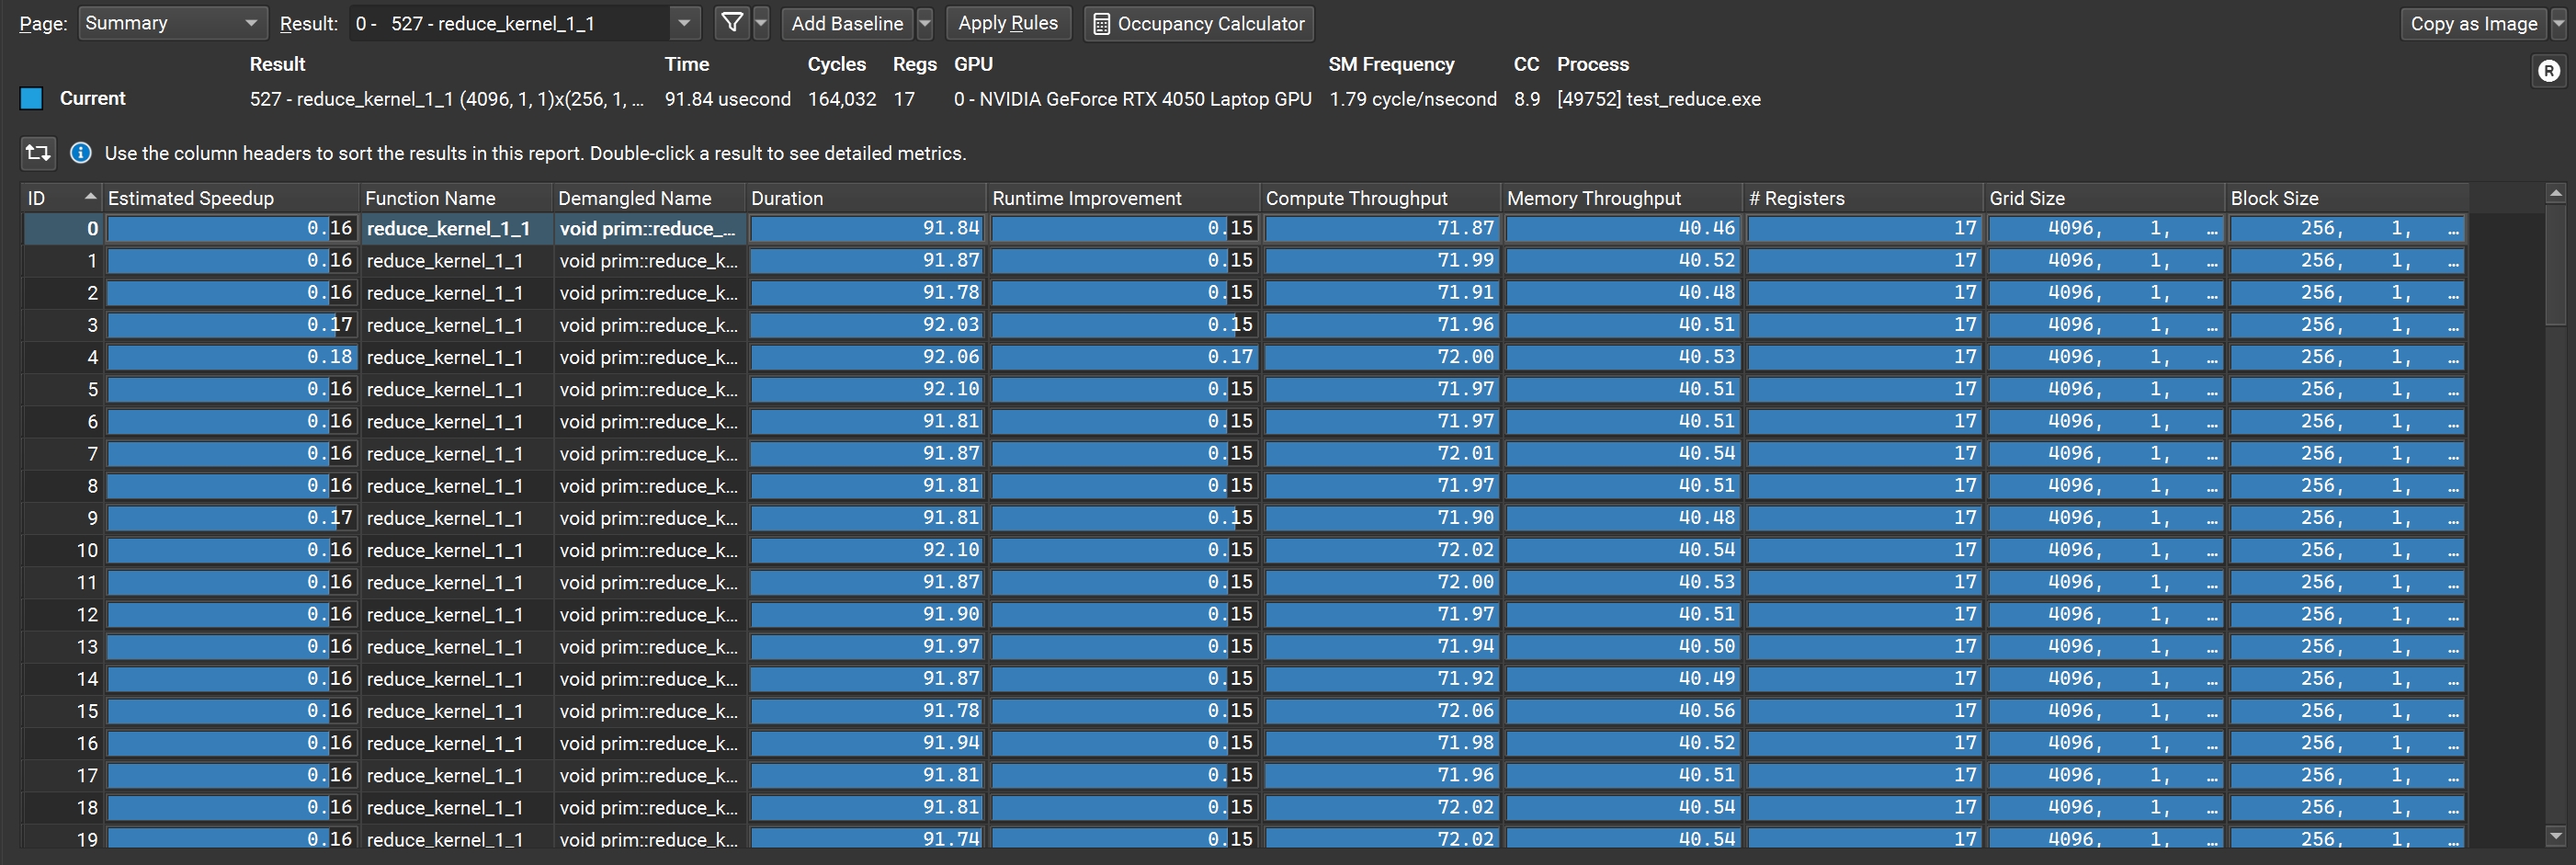 Page: Summary Result: 0 - 527 - reduce_kernel_1_1 Add Baseline Apply Rules Occupancy Calculator Copy as Image
Result Time Cycles Regs GPU SM Frequency CC Process
R
Current 527 - reduce_kernel_1_1 (4096, 1, 1)x(256, 1, ... 91.84 usecond 164,032 17 0 - NVIDIA GeForce RTX 4050 Laptop GPU 1.79 cycle/nsecond 8.9 [49752] test_reduce.exe
Use the column headers to sort the results in this report. Double-click a result to see detailed metrics.
ID Estimated Speedup Function Name Demangled Name Duration Runtime Improvement Compute Throughput Memory Throughput # Registers Grid Size Block Size
0 0.16 reduce_kernel_1_1 void prim::reduce_... 91.84 0.15 71.87 40.46 17 4096, 1, ... 256, 1, ...
1 0.16 reduce_kernel_1_1 void prim::reduce_k... 91.87 0.15 71.99 40.52 17 4096, 1, ... 256, 1, ...
2 0.16 reduce_kernel_1_1 void prim::reduce_k... 91.78 0.15 71.91 40.48 17 4096, 1, ... 256, 1, ...
3 0.17 reduce_kernel_1_1 void prim::reduce_k... 92.03 0.15 71.96 40.51 17 4096, 1, ... 256, 1, ...
4 0.18 reduce_kernel_1_1 void prim::reduce_k... 92.06 0.17 72.00 40.53 17 4096, 1, ... 256, 1, ...
5 0.16 reduce_kernel_1_1 void prim::reduce_k... 92.10 0.15 71.97 40.51 17 4096, 1, ... 256, 1, ...
6 0.16 reduce_kernel_1_1 void prim::reduce_k... 91.81 0.15 71.97 40.51 17 4096, 1, ... 256, 1, ...
7 0.16 reduce_kernel_1_1 void prim::reduce_k... 91.87 0.15 72.01 40.54 17 4096, 1, ... 256, 1, ...
8 0.16 reduce_kernel_1_1 void prim::reduce_k... 91.81 0.15 71.97 40.51 17 4096, 1, ... 256, 1, ...
9 0.17 reduce_kernel_1_1 void prim::reduce_k... 91.81 0.15 71.90 40.48 17 4096, 1, ... 256, 1, ...
10 0.16 reduce_kernel_1_1 void prim::reduce_k... 92.10 0.15 72.02 40.54 17 4096, 1, ... 256, 1, ...
11 0.16 reduce_kernel_1_1 void prim::reduce_k... 91.87 0.15 72.00 40.53 17 4096, 1, ... 256, 1, ...
12 0.16 reduce_kernel_1_1 void prim::reduce_k... 91.90 0.15 71.97 40.51 17 4096, 1, ... 256, 1, ...
13 0.16 reduce_kernel_1_1 void prim::reduce_k... 91.97 0.15 71.94 40.50 17 4096, 1, ... 256, 1, ...
14 0.16 reduce_kernel_1_1 void prim::reduce_k... 91.87 0.15 71.92 40.49 17 4096, 1, ... 256, 1, ...
15 0.16 reduce_kernel_1_1 void prim::reduce_k... 91.78 0.15 72.06 40.56 17 4096, 1, ... 256, 1, ...
16 0.16 reduce_kernel_1_1 void prim::reduce_k... 91.94 0.15 71.98 40.52 17 4096, 1, ... 256, 1, ...
17 0.16 reduce_kernel_1_1 void prim::reduce_k... 91.81 0.15 71.96 40.51 17 4096, 1, ... 256, 1, ...
18 0.16 reduce_kernel_1_1 void prim::reduce_k... 91.81 0.15 72.02 40.54 17 4096, 1, ... 256, 1, ...
19 0.16 reduce_kernel_1_1 void prim::reduce_k... 91.74 0.15 72.02 40.54 17 4096, 1, ... 256, 1, ...